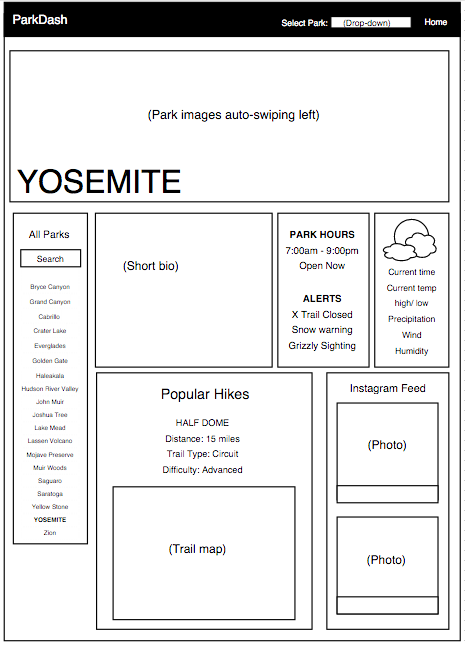 ParkDash
Select Park: (Drop-down) Home
(Park images auto-swiping left)
YOSEMITE
All Parks
Search
Bryce Canyon
Grand Canyon
Cabrillo
Crater Lake
Everglades
Golden Gate
Haleakala
Hudson River Valley
John Muir
Joshua Tree
Lake Mead
Lassen Volcano
Mojave Preserve
Muir Woods
Saguaro
Saratoga
Yellow Stone
YOSEMITE
Zion
(Short bio)
PARK HOURS
7:00am - 9:00pm
Open Now
ALERTS
X Trail Closed
Snow warning
Grizzly Sighting
Current time
Current temp
high/ low
Precipitation
Wind
Humidity
Popular Hikes
HALF DOME
Distance: 15 miles
Trail Type: Circuit
Difficulty: Advanced
(Trail map)
Instagram Feed
(Photo)
(Photo)